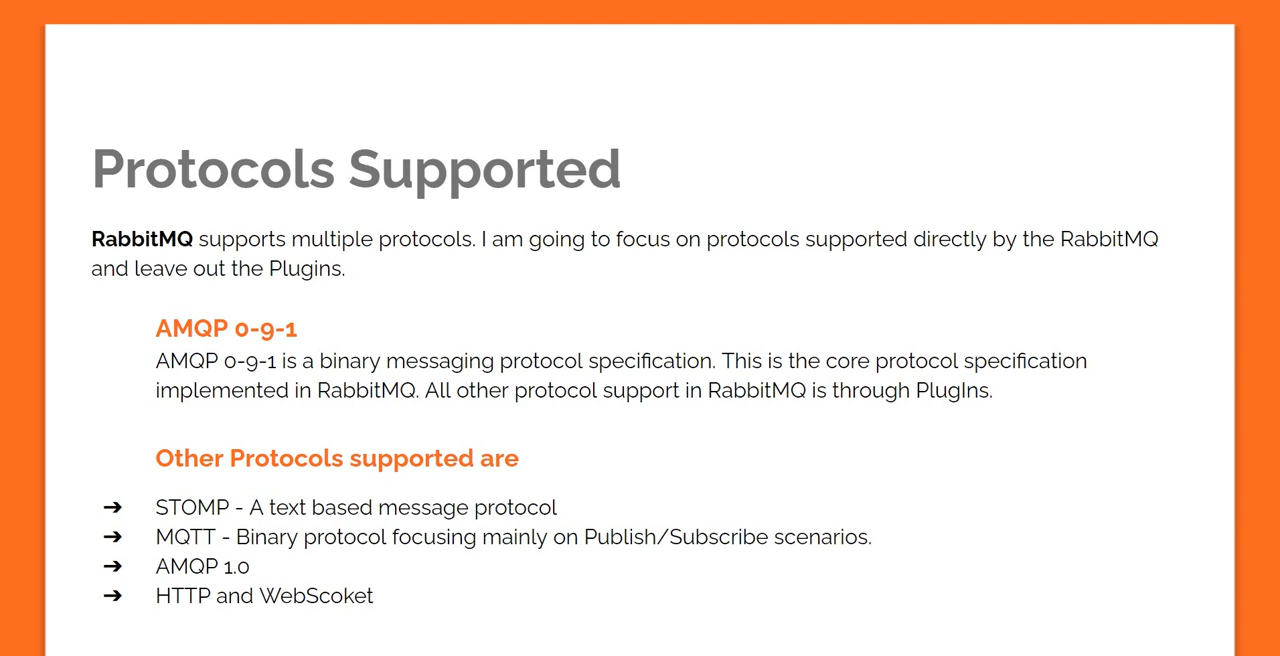 Protocols Supported
RabbitMQ supports multiple protocols. I am going to focus on protocols supported directly by the RabbitMQ
and leave out the Plugins.
AMQP 0-9-1
AMQP 0-9-1 is a binary messaging protocol specification. This is the core protocol specification
implemented in RabbitMQ. All other protocol support in RabbitMQ is through PlugIns.
Other Protocols supported are
➔ STOMP - A text based message protocol
➔ MQTT - Binary protocol focusing mainly on Publish/Subscribe scenarios.
➔ AMQP 1.0
➔ HTTP and WebScoket